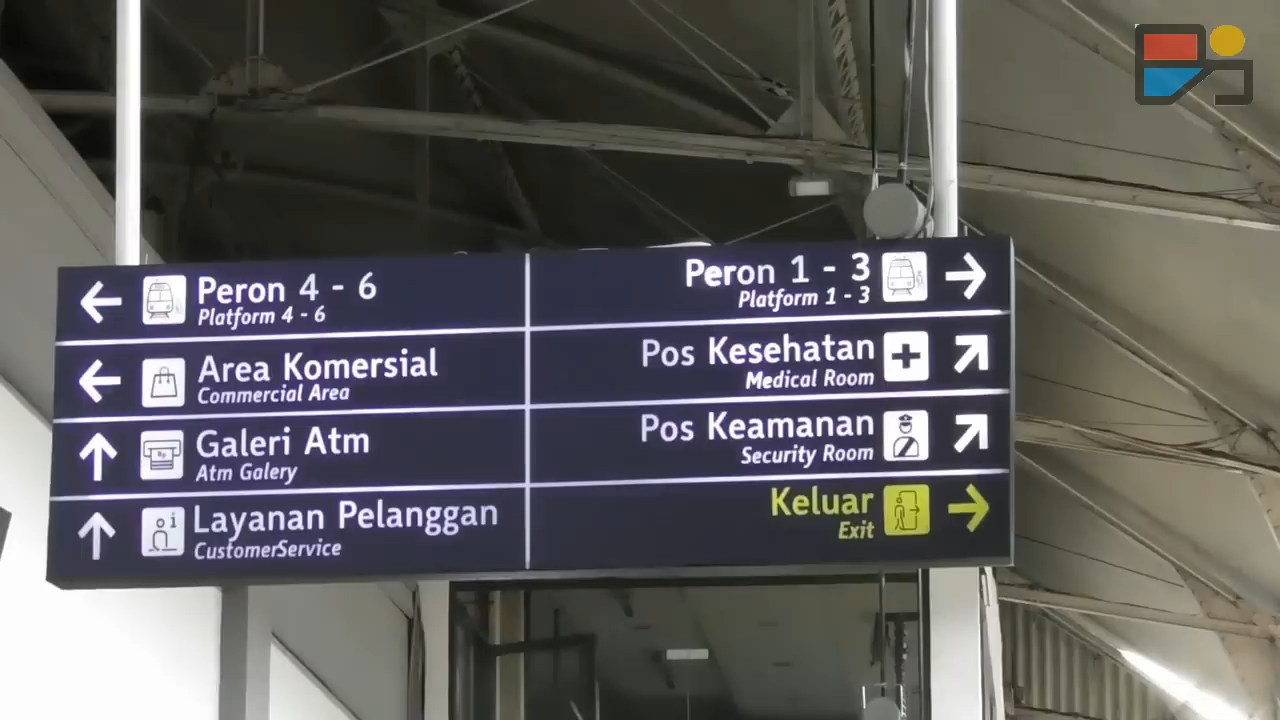 Peron 4 - 6
Platform 4 - 6
Area Komersial
Commercial Area
Galeri Atm
Atm Galery
Layanan Pelanggan
CustomerService
Peron 1 - 3
Platform 1 - 3
Pos Kesehatan
Medical Room
Pos Keamanan
Security Room
Keluar
Exit